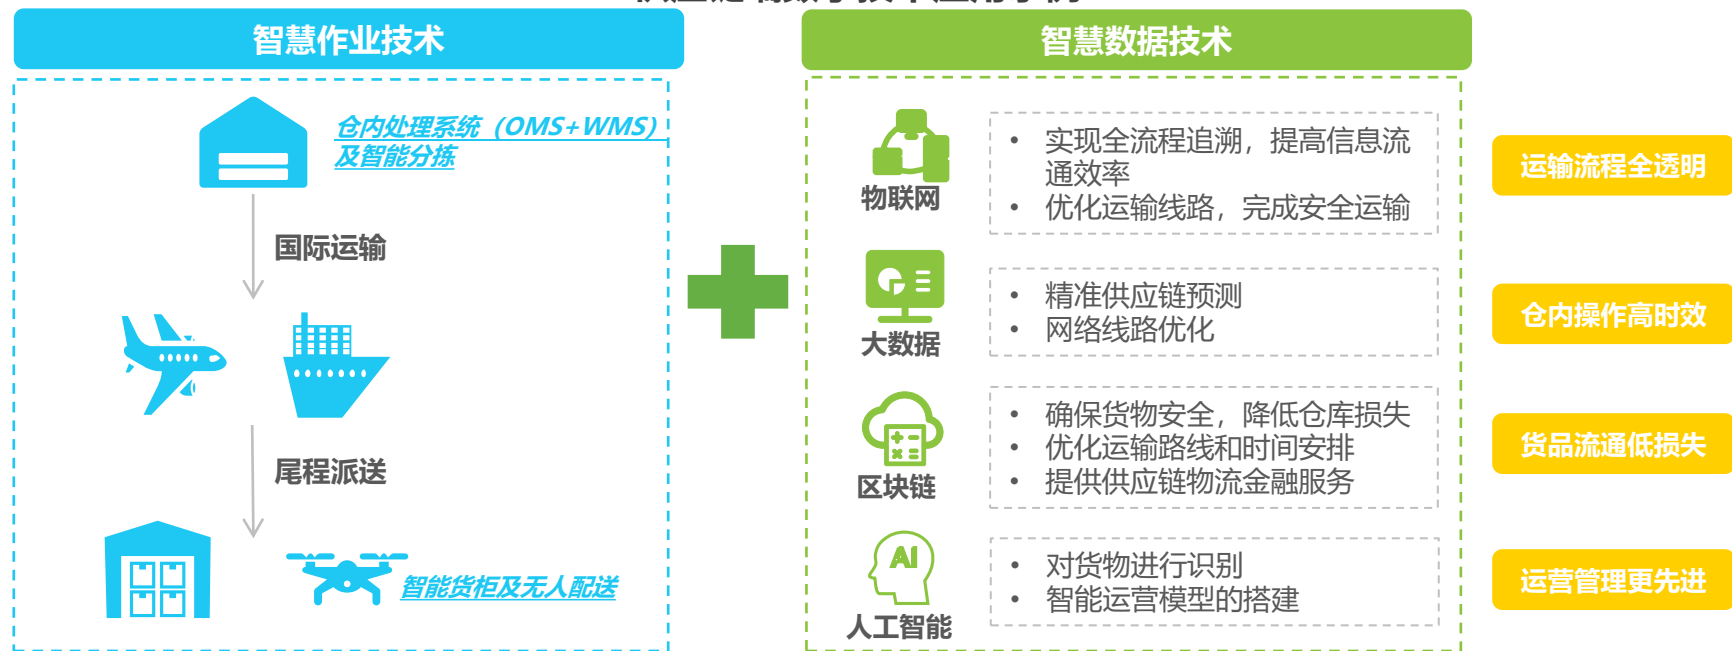 智慧作业技术
仓内处理系统（OMS+WMS）
及智能分拣
国际运输
尾程派送
智能货柜及无人配送
智慧数据技术
物联网
• 实现全流程追溯，提高信息流
通效率
• 优化运输线路，完成安全运输
大数据
• 精准供应链预测
• 网络线路优化
区块链
• 确保货物安全，降低仓库损失
• 优化运输路线和时间安排
• 提供供应链物流金融服务
AI
人工智能
• 对货物进行识别
• 智能运营模型的搭建
运输流程全透明
仓内操作高时效
货品流通低损失
运营管理更先进